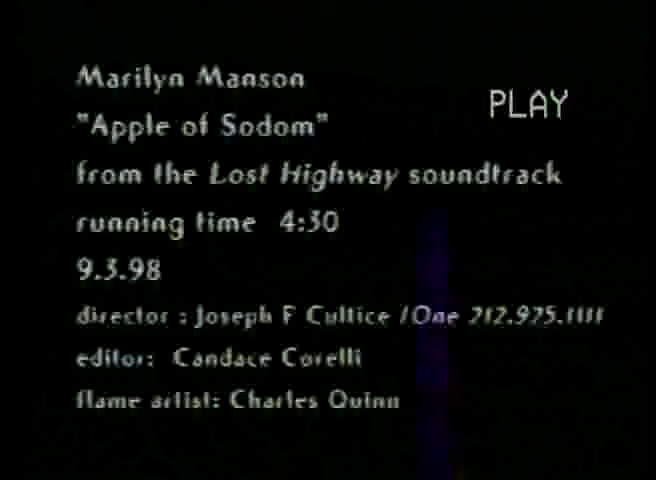 Marilyn Manson
PLAY
"Apple of Sodom"
from the Lost Highway soundtrack
running time 4:30
9.3.98
director : Joseph F Cultice /One 212.925.1111
editor: Candace Corelli
flame artist: Charles Quinn